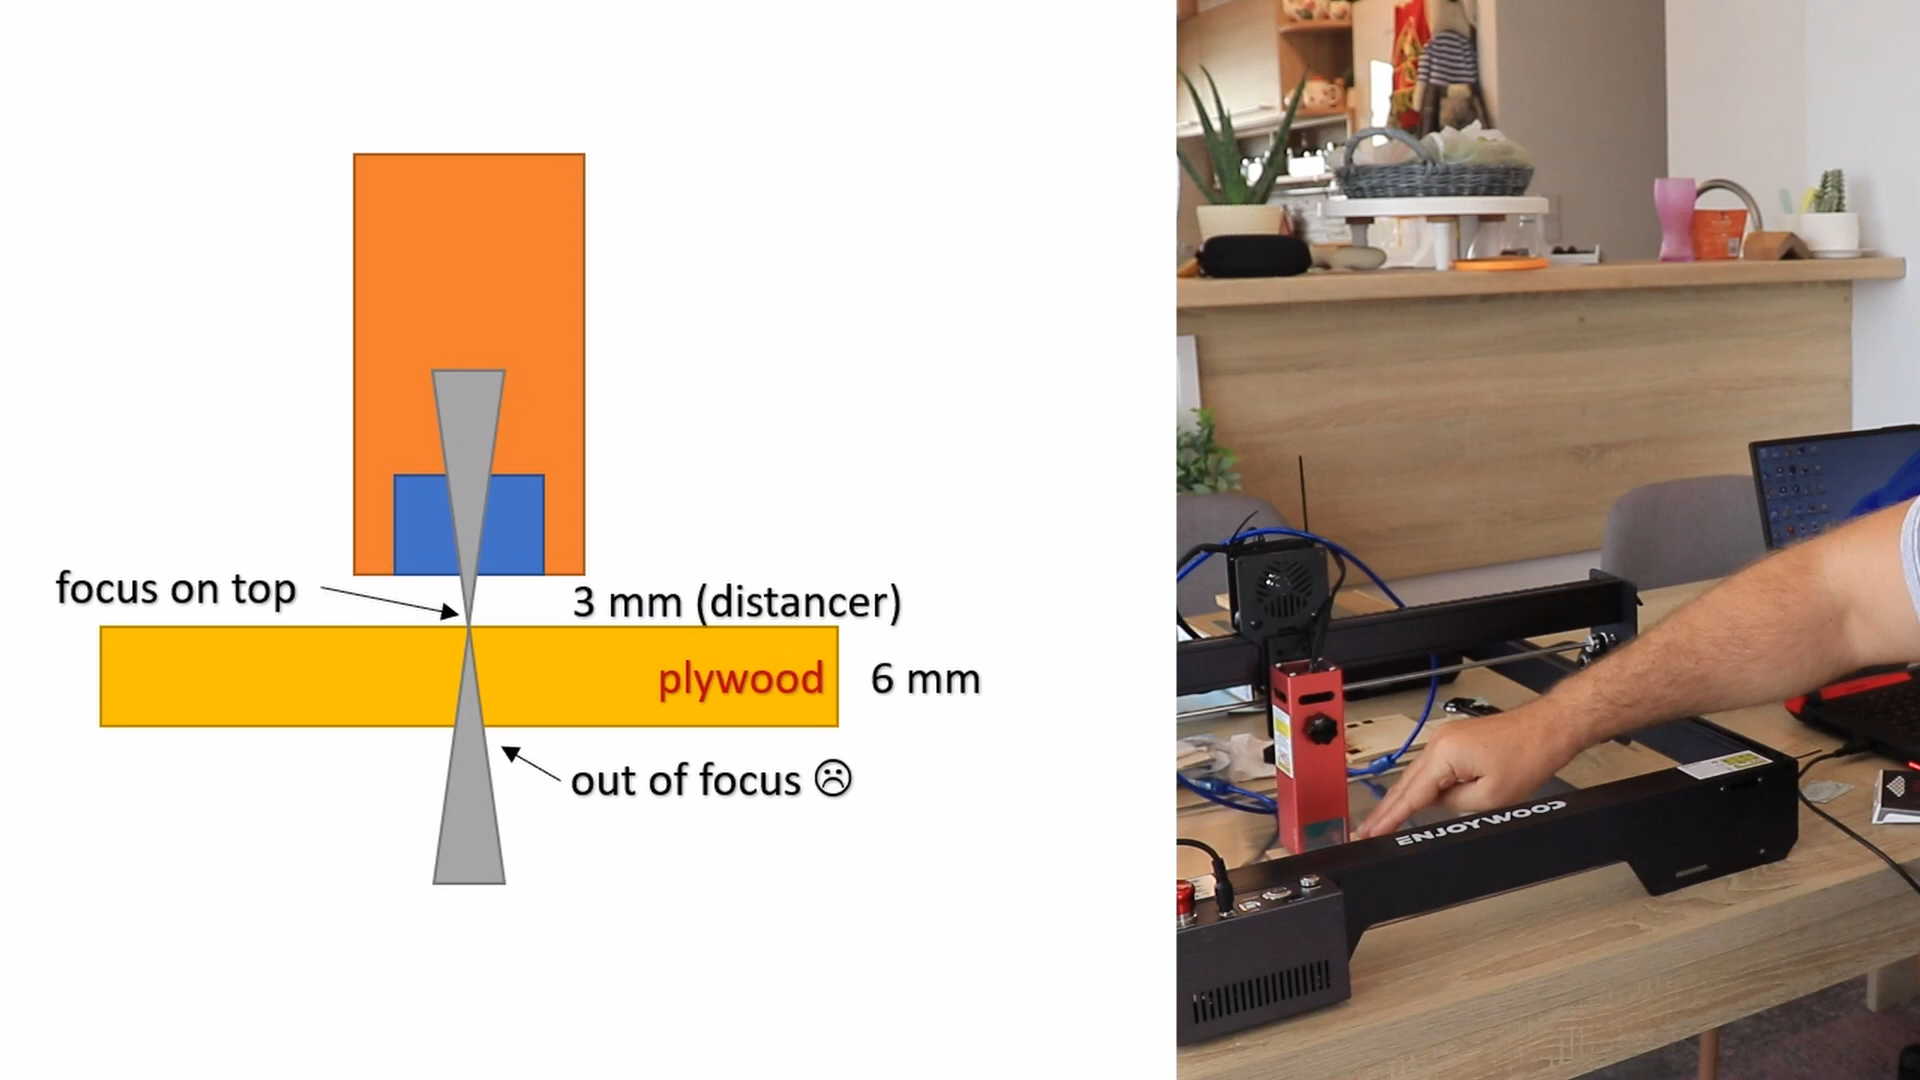 focus on top
3 mm (distancer)
plywood
6 mm
out of focus ☹
ENJOYWOOD